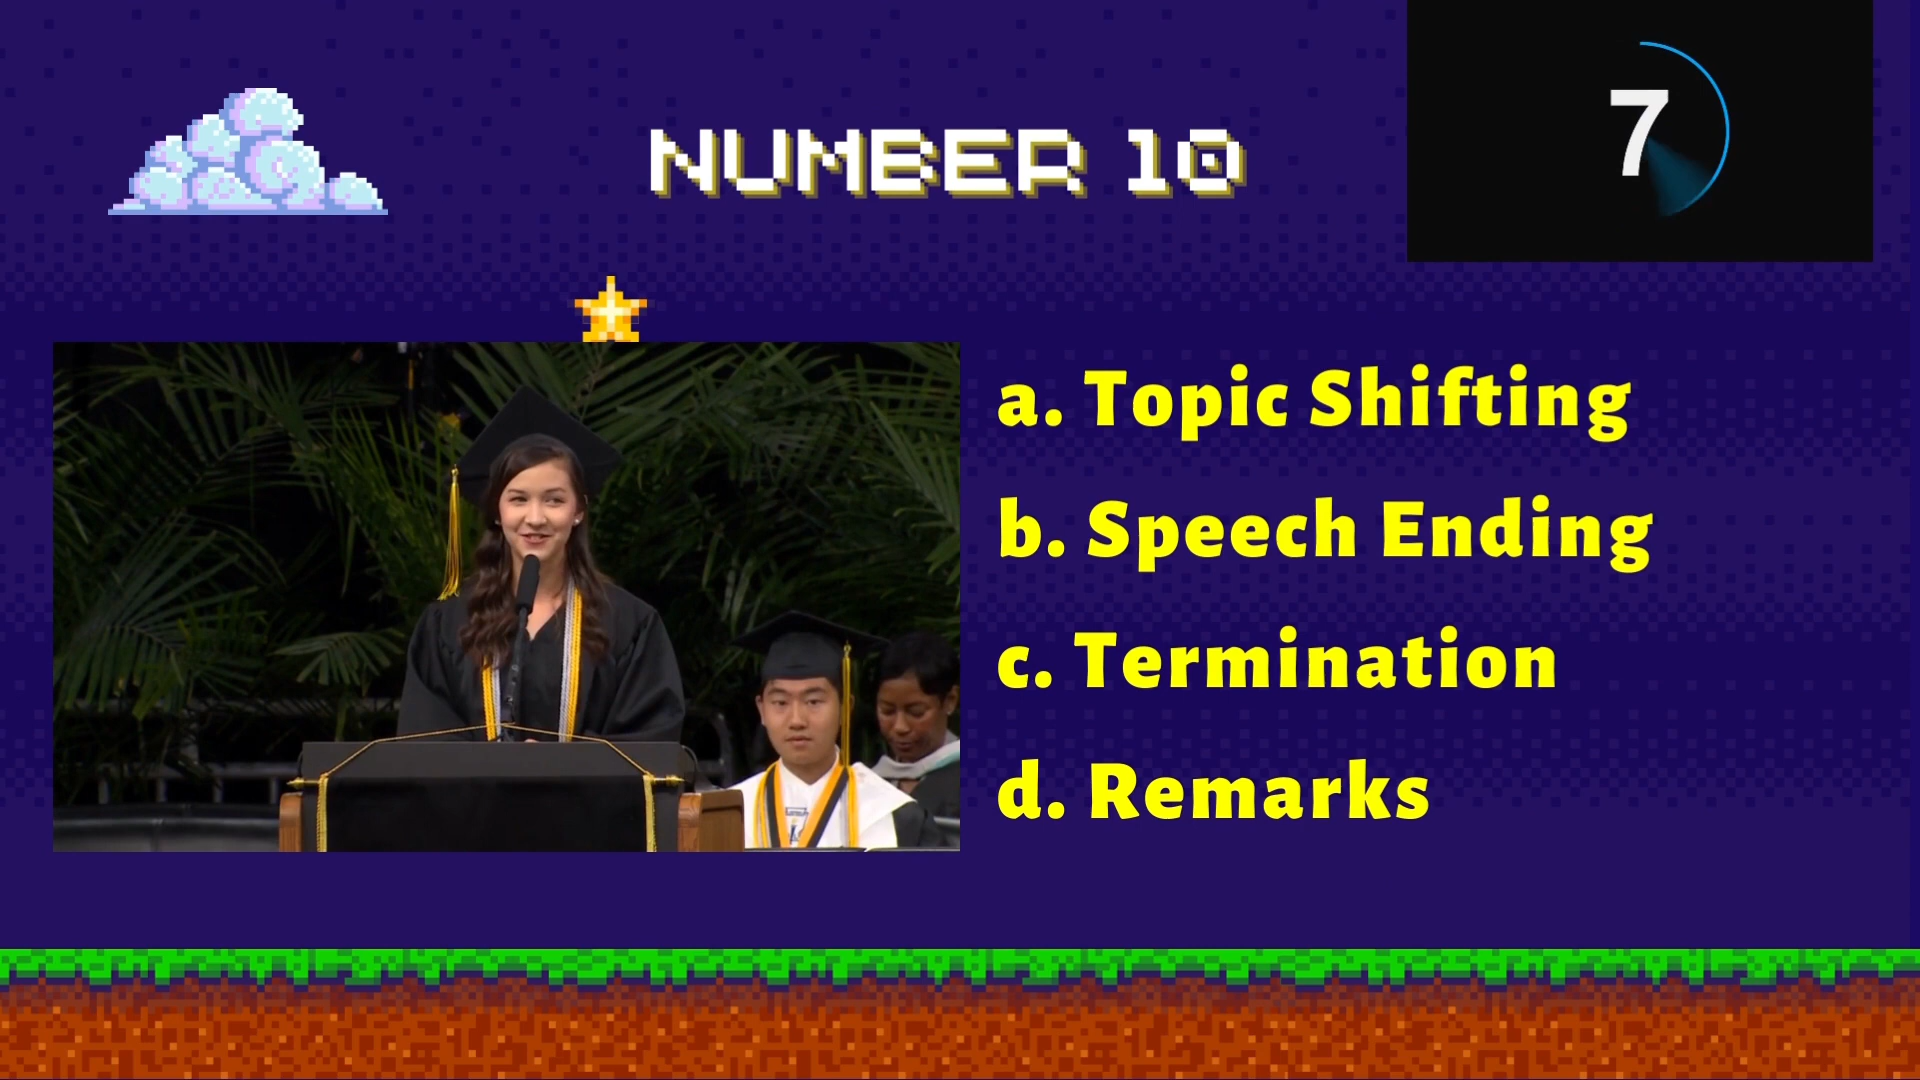 NUMBER 10
7
a. Topic Shifting
b. Speech Ending
c. Termination
d. Remarks